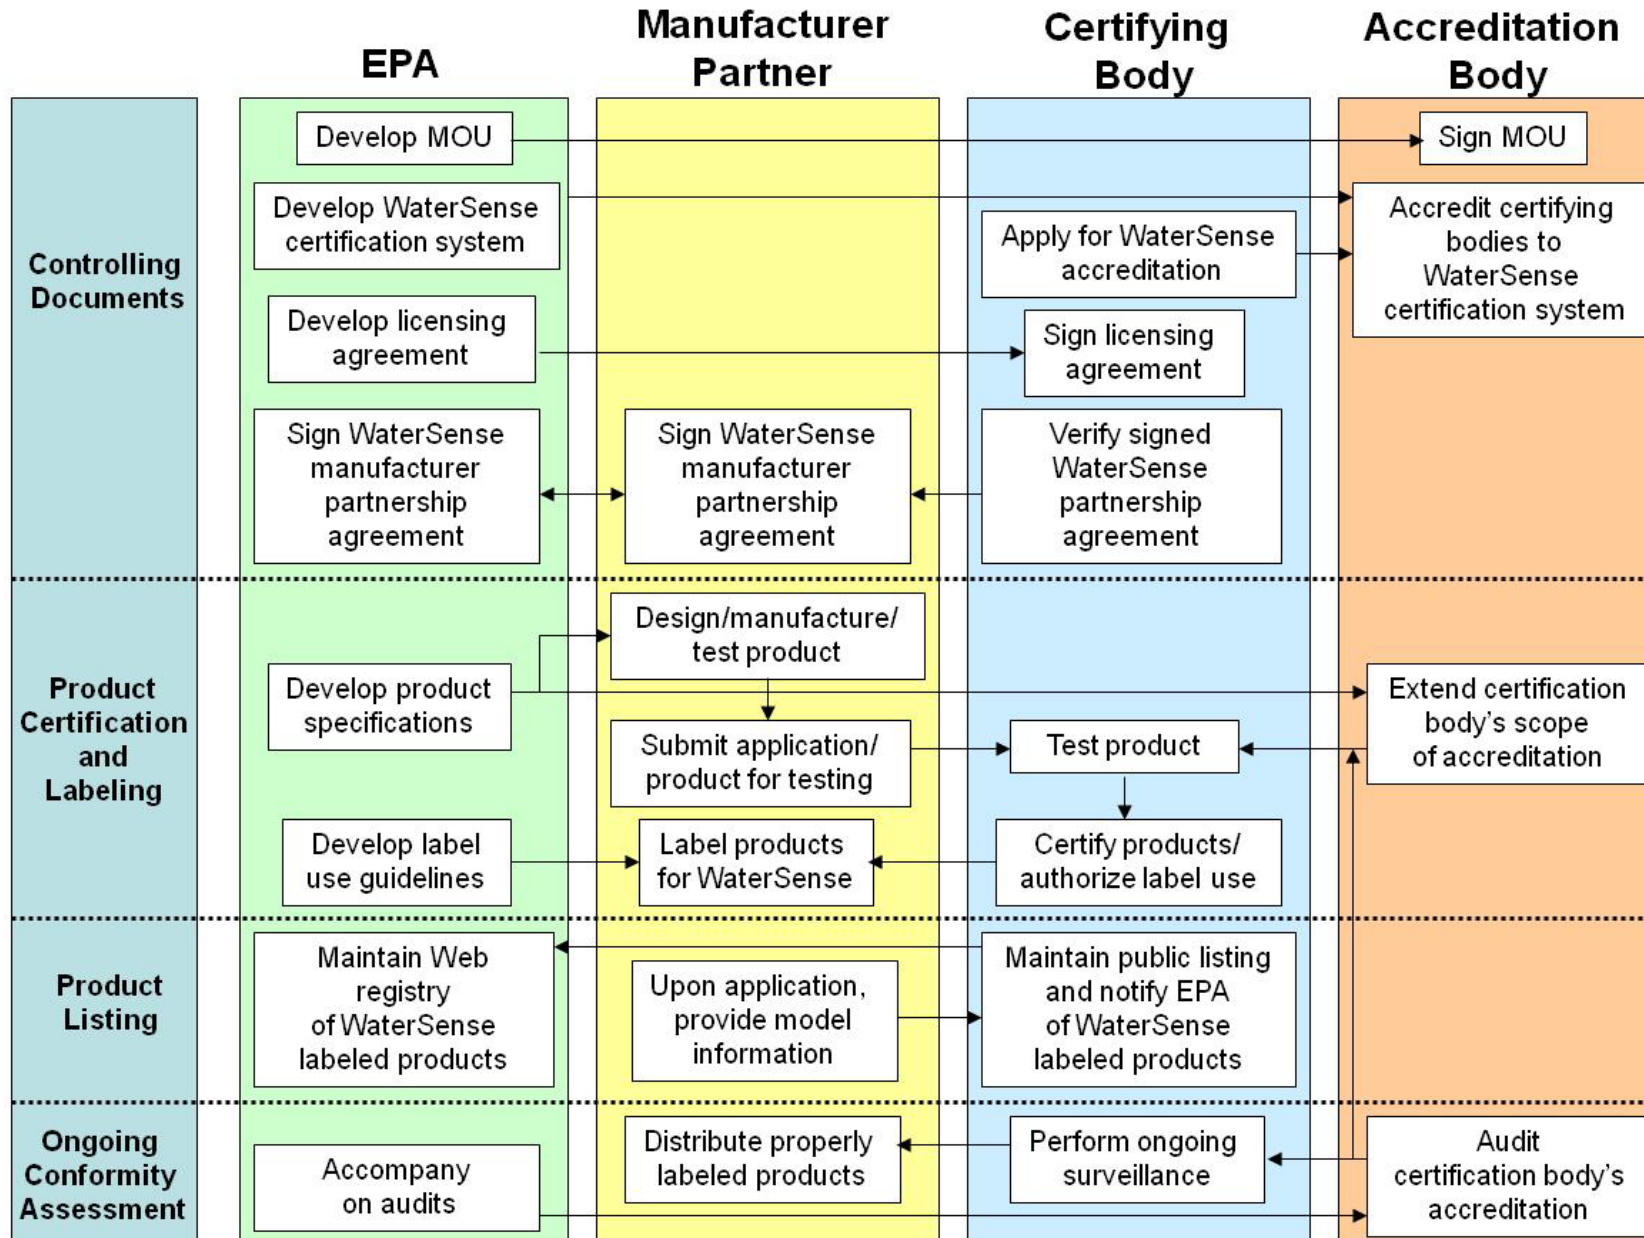 EPA
Manufacturer
Partner
Certifying
Body
Accreditation
Body
Controlling
Documents
Develop MOU
Sign MOU
Develop WaterSense
certification system
Apply for WaterSense
accreditation
Accredit certifying
bodies to
WaterSense
certification system
Develop licensing
agreement
Sign licensing
agreement
Sign WaterSense
manufacturer
partnership
agreement
Sign WaterSense
manufacturer
partnership
agreement
Verify signed
WaterSense
partnership
agreement
Product
Certification
and
Labeling
Design/manufacture/
test product
Develop product
specifications
Extend certification
body’s scope
of accreditation
Submit application/
product for testing
Test product
Develop label
use guidelines
Label products
for WaterSense
Certify products/
authorize label use
Product
Listing
Maintain Web
registry
of WaterSense
labeled products
Upon application,
provide model
information
Maintain public listing
and notify EPA
of WaterSense
labeled products
Ongoing
Conformity
Assessment
Accompany
on audits
Distribute properly
labeled products
Perform ongoing
surveillance
Audit
certification body’s
accreditation